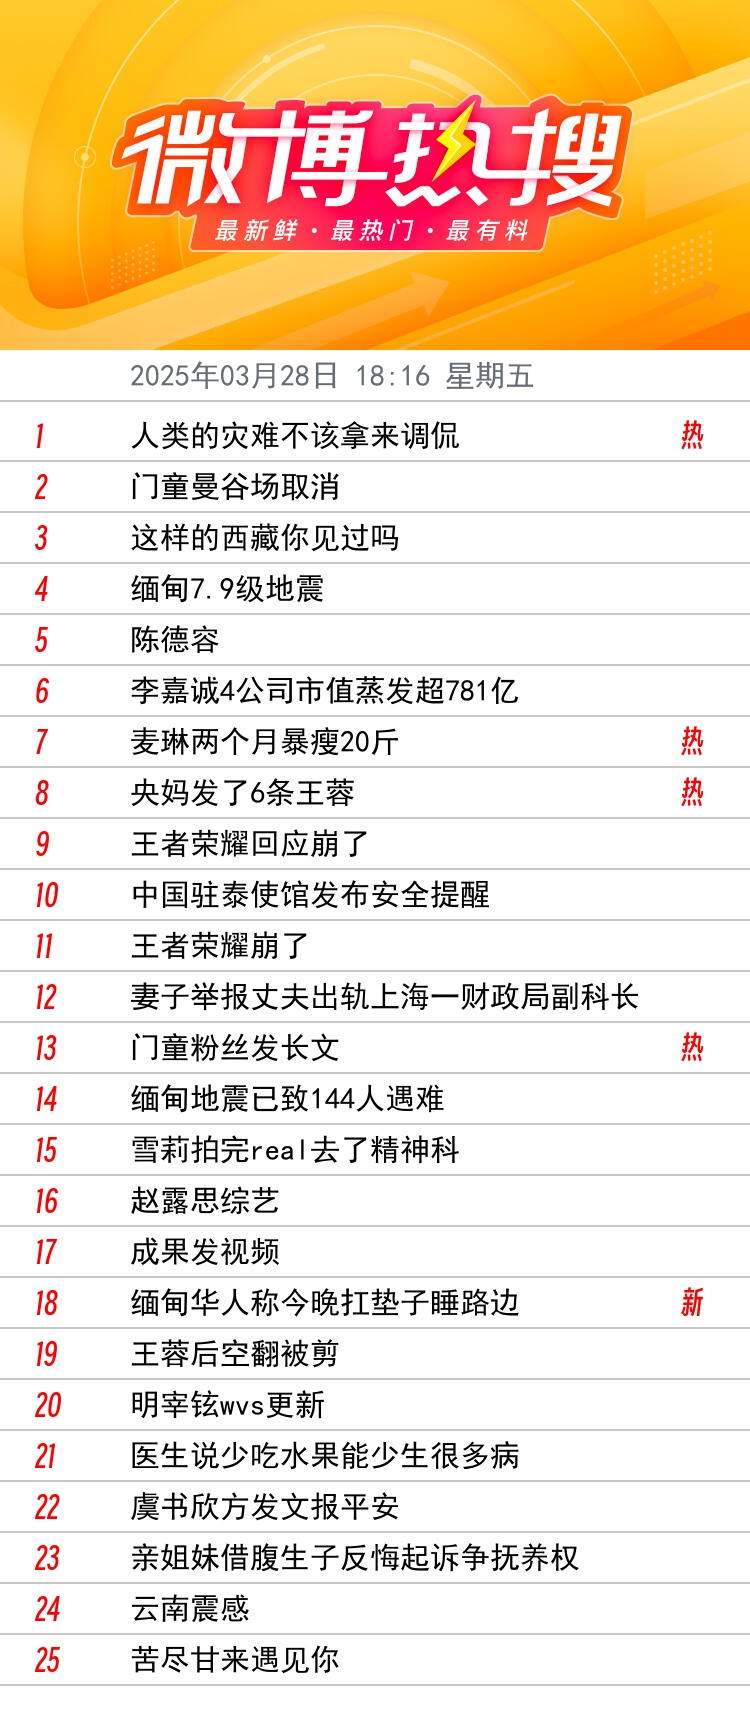 微博热搜
最新鲜·最热门·最有料
2025年03月28日 18:16 星期五
1 人类的灾难不该拿来调侃 热
2 门童曼谷场取消
3 这样的西藏你见过吗
4 缅甸7.9级地震
5 陈德容
6 李嘉诚4公司市值蒸发超781亿
7 麦琳两个月暴瘦20斤 热
8 央妈发了6条王蓉 热
9 王者荣耀回应崩了
10 中国驻泰使馆发布安全提醒
11 王者荣耀崩了
12 妻子举报丈夫出轨上海一财政局副科长
13 门童粉丝发长文 热
14 缅甸地震已致144人遇难
15 雪莉拍完real去了精神科
16 赵露思综艺
17 成果发视频
18 缅甸华人称今晚扛垫子睡路边 新
19 王蓉后空翻被剪
20 明宰铉wvs更新
21 医生说少吃水果能少生很多病
22 虞书欣方发文报平安
23 亲姐妹借腹生子反悔起诉争抚养权
24 云南震感
25 苦尽甘来遇见你